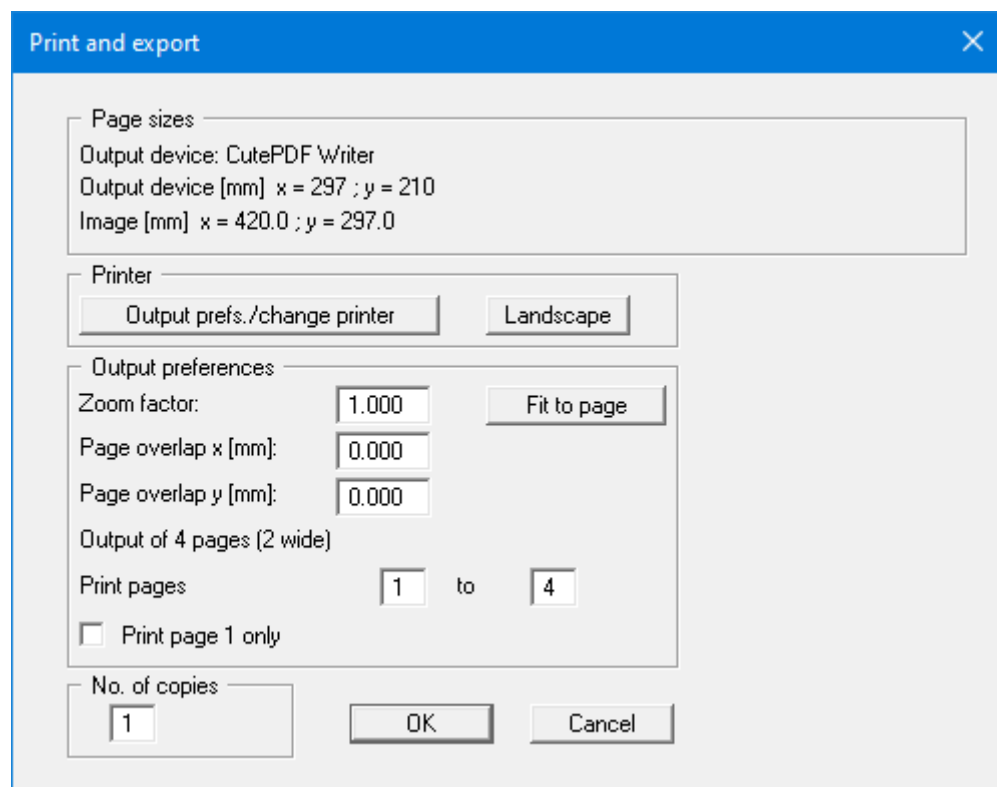 Print and export
Page sizes
Output device: CutePDF Writer
Output device [mm]  x = 297 ; y = 210
Image [mm]  x = 420.0 ; y = 297.0
Printer
Output prefs./change printer
Landscape
Output preferences
Zoom factor: 1.000 Fit to page
Page overlap x [mm]: 0.000
Page overlap y [mm]: 0.000
Output of 4 pages (2 wide)
Print pages 1 to 4
Print page 1 only
No. of copies
1 OK Cancel